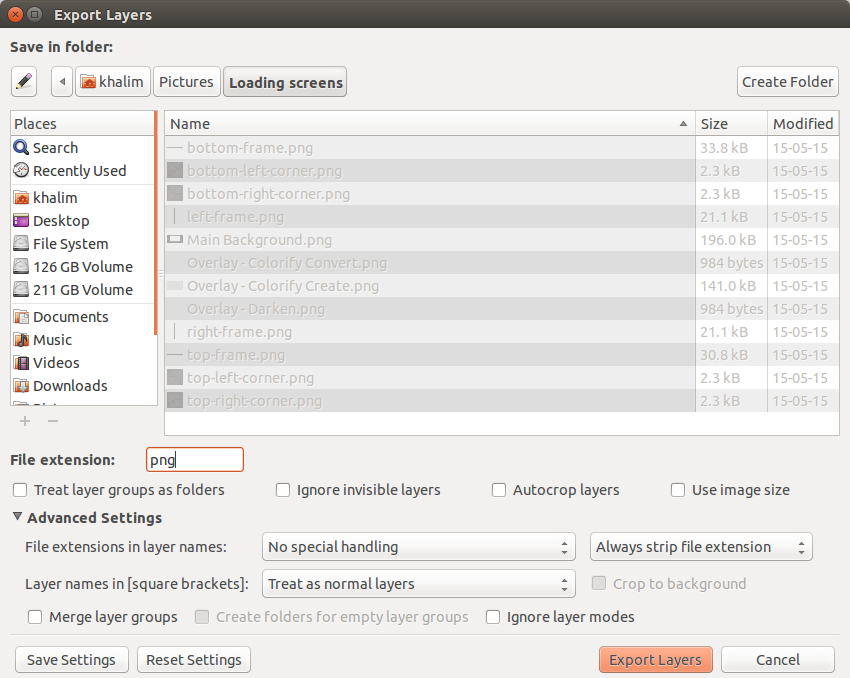 Export Layers
Save in folder:
khalim Pictures Loading screens Create Folder
Places Name Size Modified
Search bottom-frame.png 33.8 kB 15-05-15
Recently Used bottom-left-corner.png 2.3 kB 15-05-15
khalim bottom-right-corner.png 2.3 kB 15-05-15
Desktop left-frame.png 21.1 kB 15-05-15
File System Main Background.png 196.0 kB 15-05-15
126 GB Volume Overlay - Colorify Convert.png 984 bytes 15-05-15
211 GB Volume Overlay - Colorify Create.png 141.0 kB 15-05-15
Documents Overlay - Darken.png 984 bytes 15-05-15
Music right-frame.png 21.1 kB 15-05-15
Videos top-frame.png 30.8 kB 15-05-15
Downloads top-left-corner.png 2.3 kB 15-05-15
top-right-corner.png 2.3 kB 15-05-15
File extension: png
Treat layer groups as folders Ignore invisible layers Autocrop layers Use image size
Advanced Settings
File extensions in layer names: No special handling Always strip file extension
Layer names in [square brackets]: Treat as normal layers Crop to background
Merge layer groups Create folders for empty layer groups Ignore layer modes
Save Settings Reset Settings Export Layers Cancel